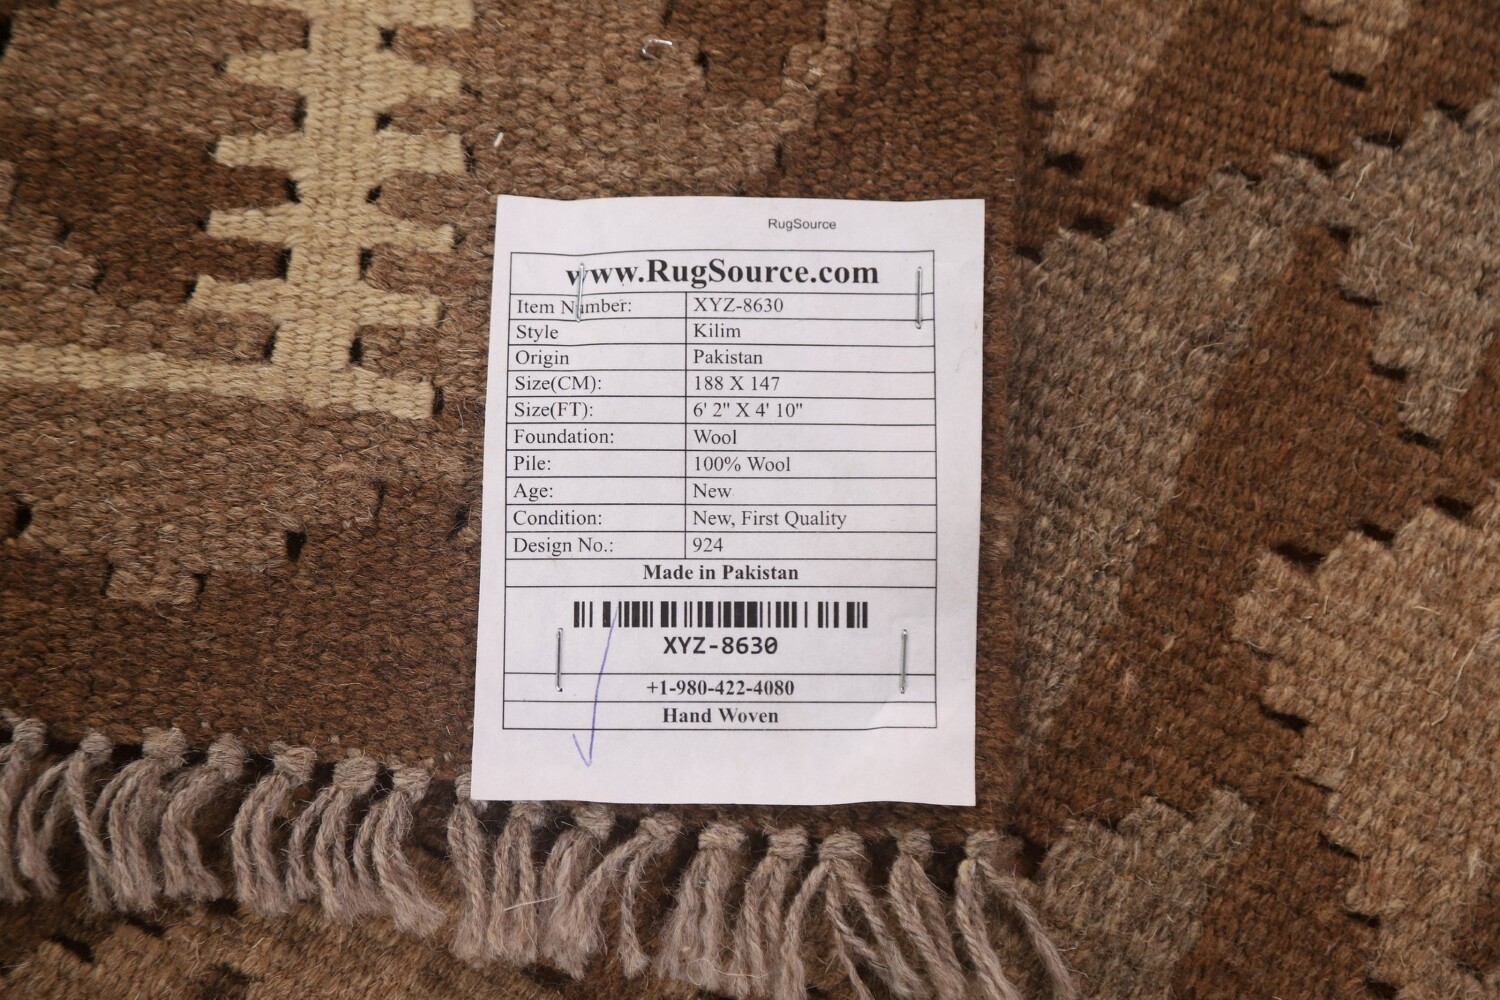 RugSource
www.RugSource.com
Item Number: XYZ-8630
Style Kilim
Origin Pakistan
Size(CM): 188 X 147
Size(FT): 6' 2" X 4' 10"
Foundation: Wool
Pile: 100% Wool
Age: New
Condition: New, First Quality
Design No.: 924
Made in Pakistan
XYZ-8630
+1-980-422-4080
Hand Woven